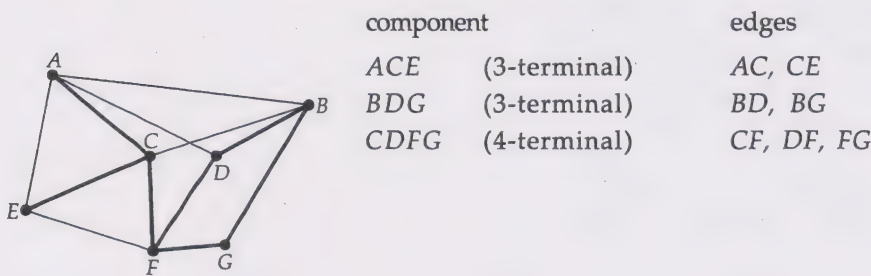 component edges
ACE (3-terminal) AC, CE
BDG (3-terminal) BD, BG
CDFG (4-terminal) CF, DF, FG
A
B
C
D
E
F
G